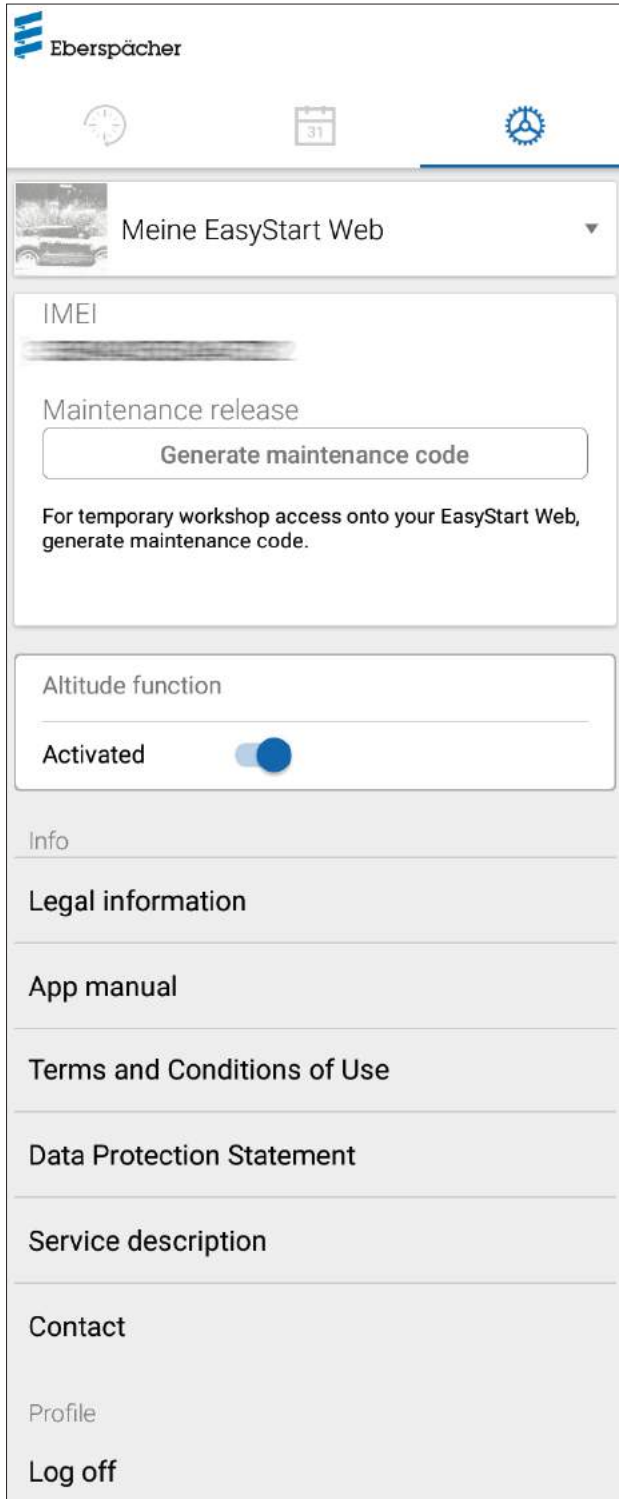 Eberspächer
31
Meine EasyStart Web
IMEI
Maintenance release
Generate maintenance code
For temporary workshop access onto your EasyStart Web,
generate maintenance code.
Altitude function
Activated
Info
Legal information
App manual
Terms and Conditions of Use
Data Protection Statement
Service description
Contact
Profile
Log off